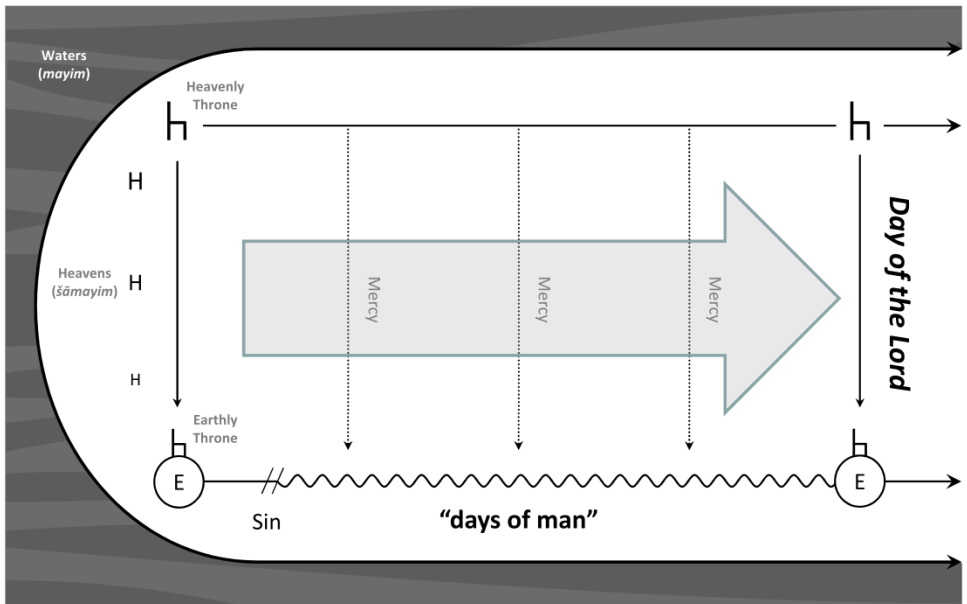 Waters
(mayim)
Heavenly
Throne
H
H
Heavens
(šāmayim)
H
Mercy
Mercy
Mercy
Day of the Lord
Earthly
Throne
E
E
Sin
“days of man”